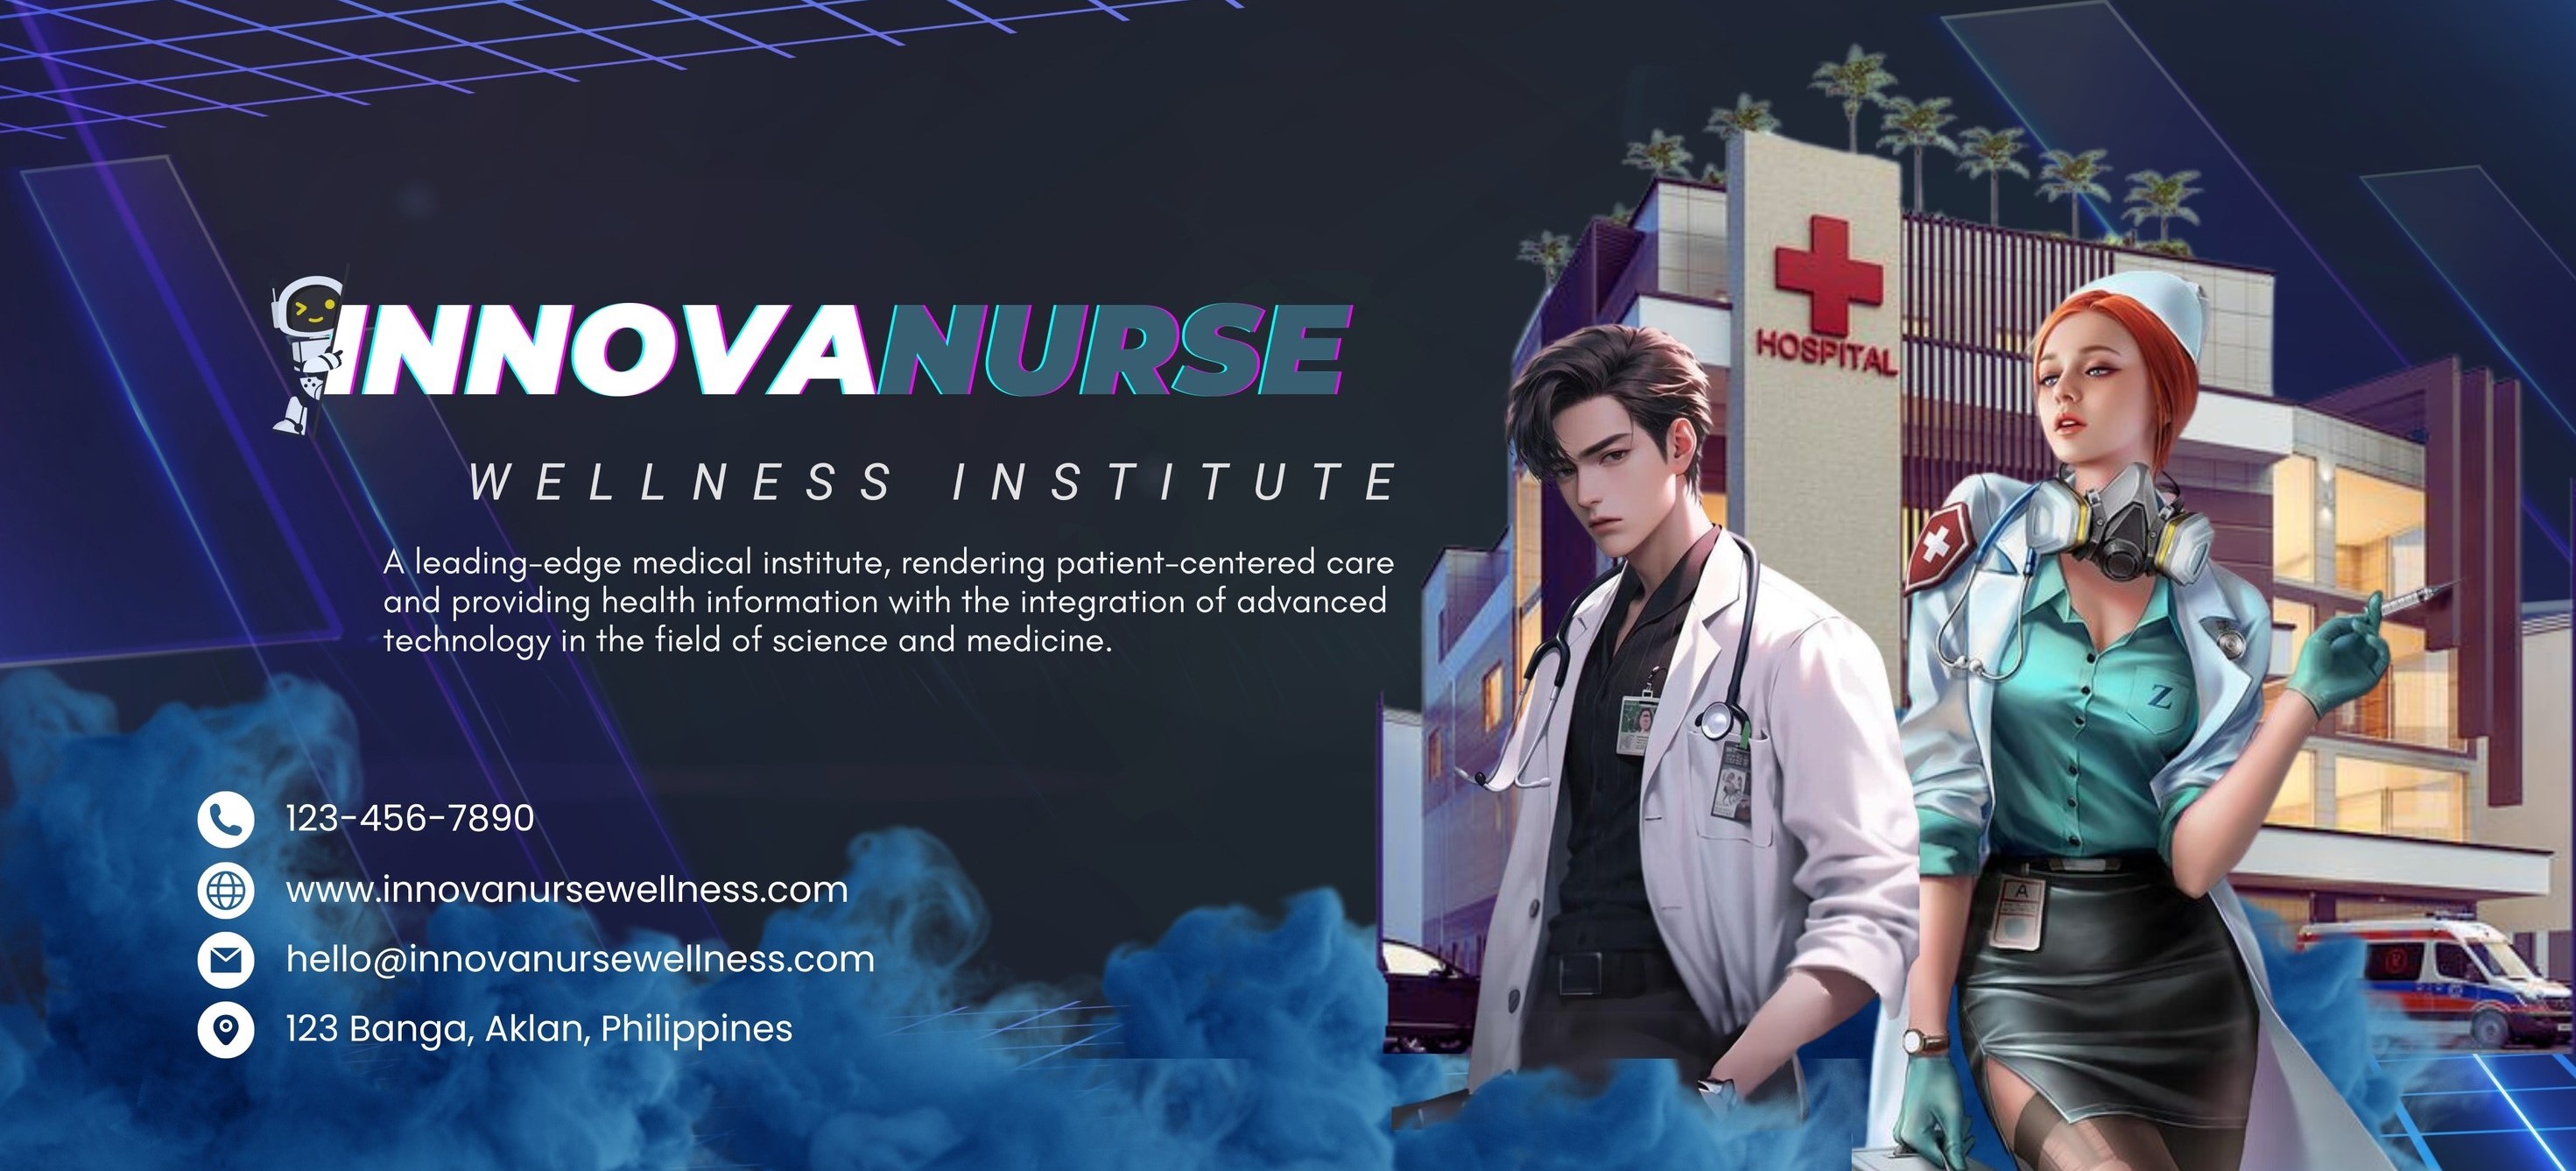 INNOVANURSE
WELLNESS INSTITUTE
A leading-edge medical institute, rendering patient-centered care
and providing health information with the integration of advanced
technology in the field of science and medicine.
123-456-7890
www.innovanursewellness.com
hello@innovanursewellness.com
123 Banga, Aklan, Philippines
HOSPITAL
Z
A